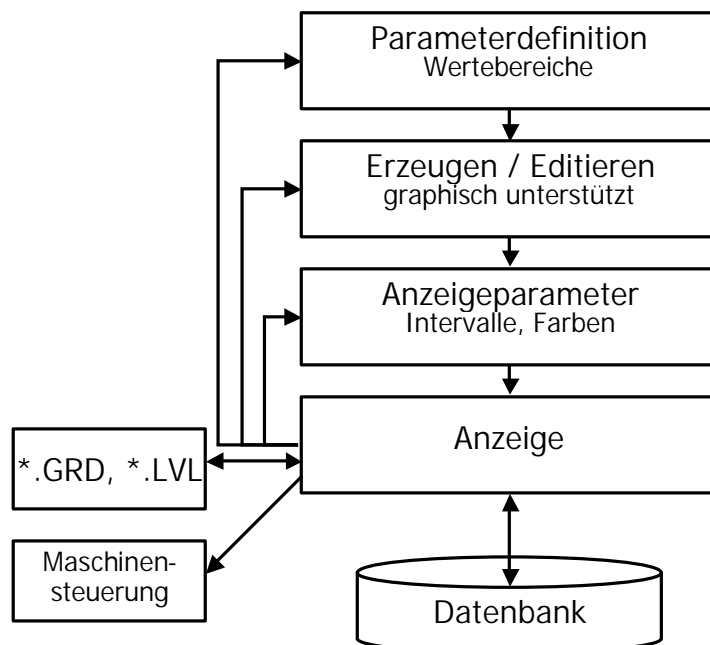 Parameterdefinition
Wertebereiche
Erzeugen / Editieren
graphisch unterstützt
Anzeigeparameter
Intervalle, Farben
Anzeige
*.GRD, *.LVL
Maschinen-
steuerung
Datenbank